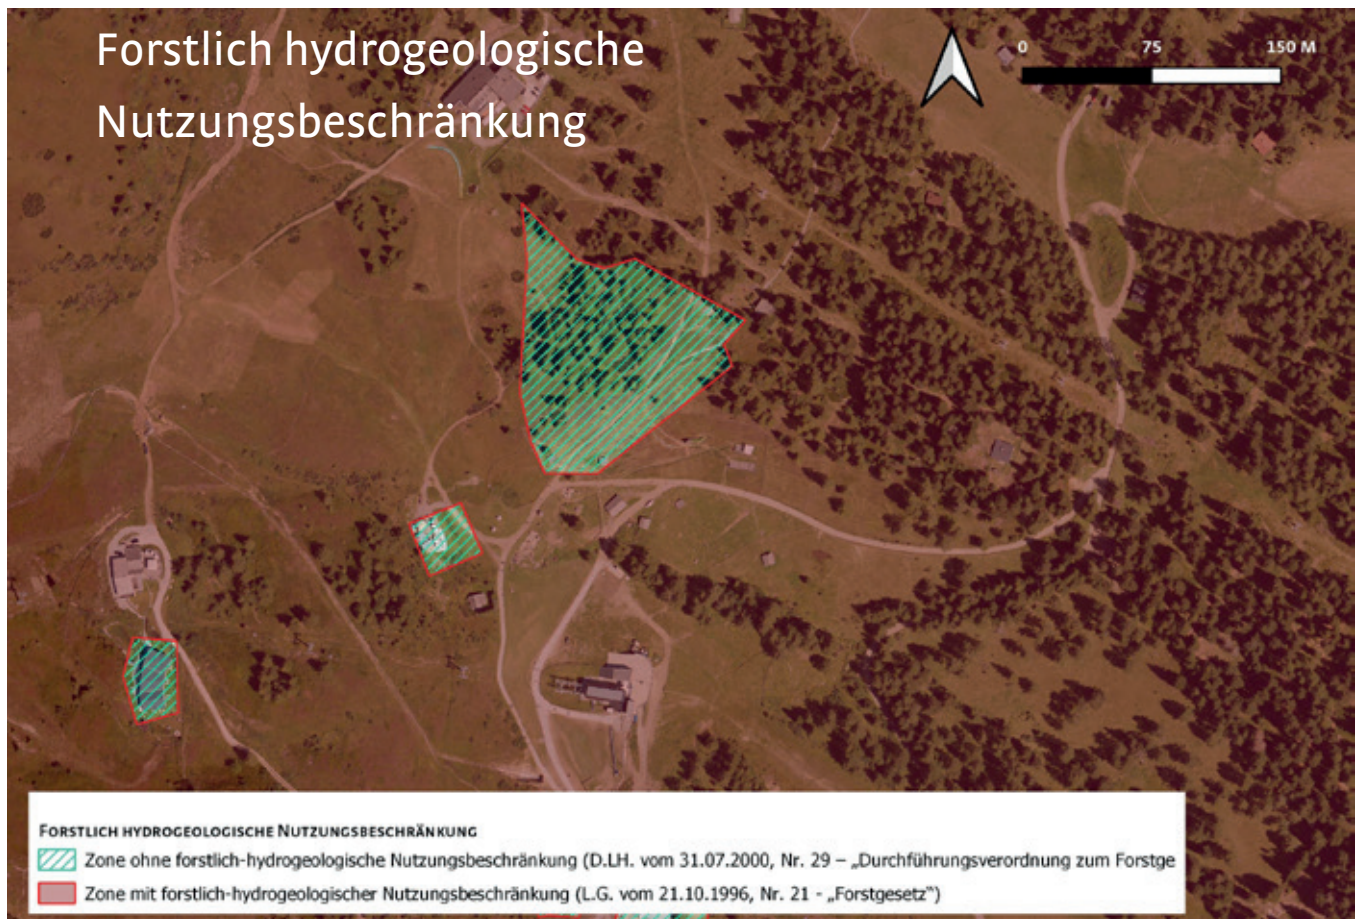 Forstlich hydrogeologische
Nutzungsbeschränkung
0 75 150 M
FORSTLICH HYDROGEOLOGISCHE NUTZUNGSBESCHRÄNKUNG
Zone ohne forstlich-hydrogeologische Nutzungsbeschränkung (D.LH. vom 31.07.2000, Nr. 29 – „Durchführungsverordnung zum Forstge
Zone mit forstlich-hydrogeologischer Nutzungsbeschränkung (L.G. vom 21.10.1996, Nr. 21 - „Forstgesetz“)